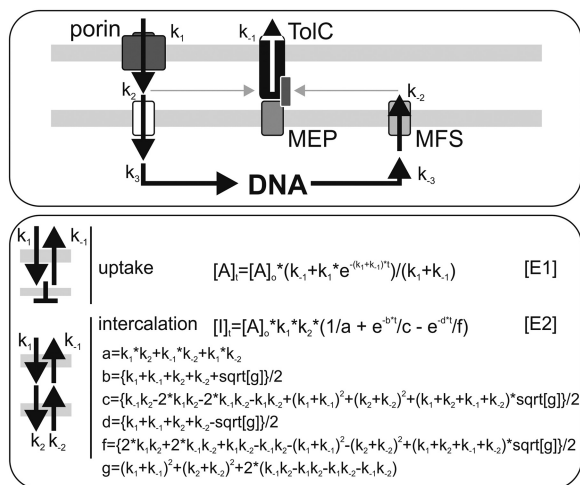 porin k₁ k₋₁ TolC
k₂ k₋₂
MEP MFS
k₃ DNA k₋₃
k₁ k₋₁
uptake [A]ₜ=[A]ₒ*(k₋₁+k₁*e^-(k₁+k₋₁)*t)/(k₁+k₋₁) [E1]
intercalation [I]ₜ=[A]ₒ*k₁*k₂*(1/a + e^-b*t/c - e^-d*t/f) [E2]
k₁ k₋₁
a=k₁*k₂+k₋₁*k₋₂+k₁*k₋₂
b={k₁+k₋₁+k₂+k₋₂+sqrt[g]}/2
c={k₋₁k₂-2*k₁k₂-2*k₋₁k₋₂-k₁k₋₂+(k₁+k₋₁)²+(k₂+k₋₂)²+(k₁+k₂+k₋₁+k₋₂)*sqrt[g]}/2
d={k₁+k₋₁+k₂+k₋₂-sqrt[g]}/2
k₂ k₋₂
f={2*k₁k₂+2*k₋₁k₋₂+k₁k₋₂-k₋₁k₂-(k₁+k₋₁)²-(k₂+k₋₂)²+(k₁+k₂+k₋₁+k₋₂)*sqrt[g]}/2
g=(k₁+k₋₁)²+(k₂+k₋₂)²+2*(k₋₁k₂-k₁k₂-k₁k₋₂-k₋₁k₋₂)